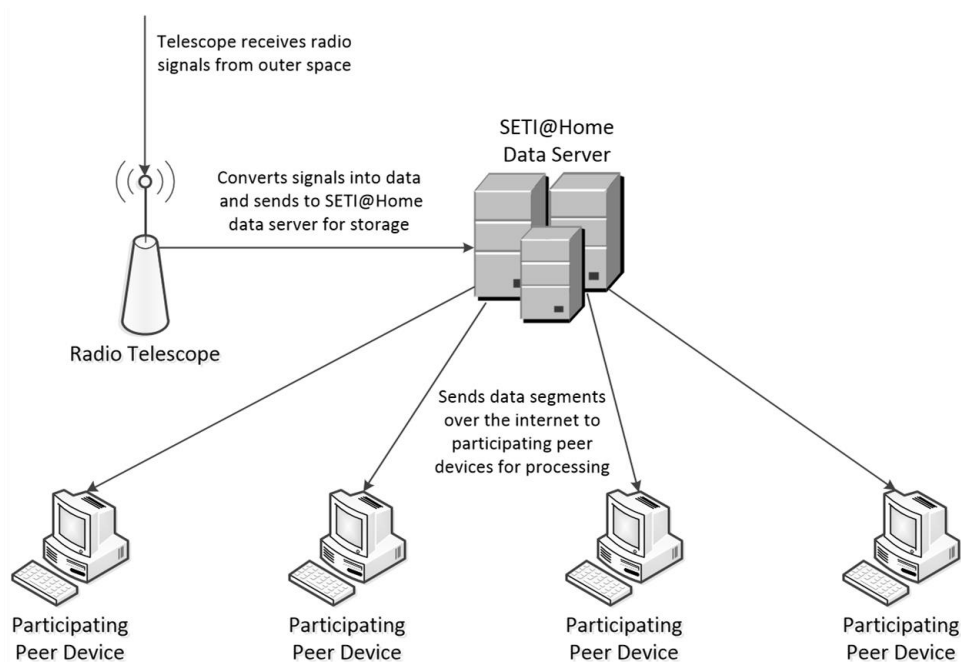 Telescope receives radio
signals from outer space
SETI@Home
Data Server
Converts signals into data
and sends to SETI@Home
data server for storage
Radio Telescope
Sends data segments
over the internet to
participating peer
devices for processing
Participating
Peer Device
Participating
Peer Device
Participating
Peer Device
Participating
Peer Device